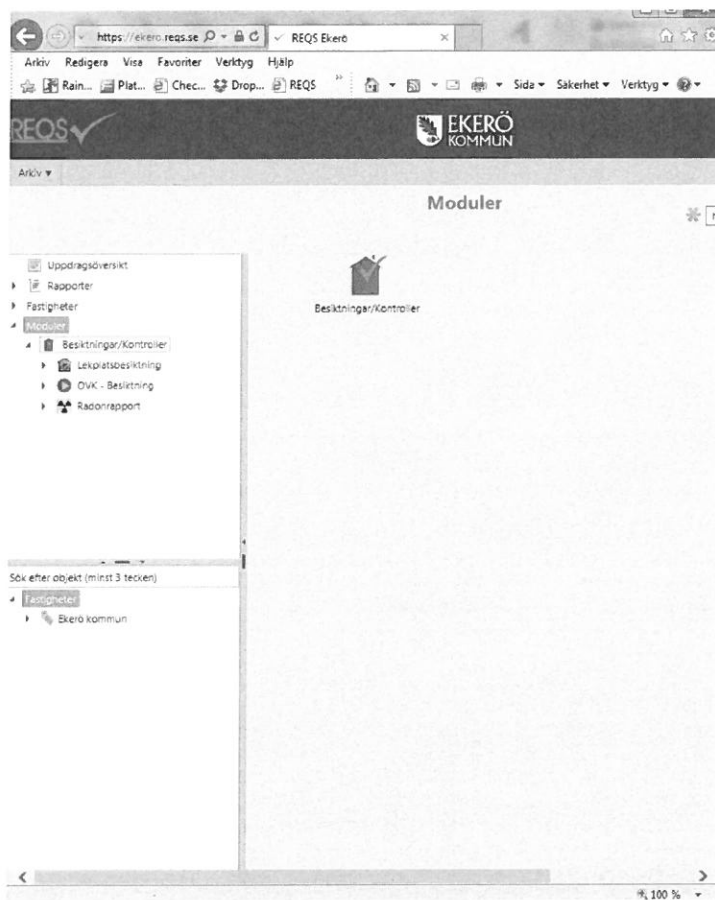 https://ekero.reqs.se
REQS Ekerö
Arkiv Redigera Visa Favoriter Verktyg Hjälp
Rain... Plat... Chec... Drop... REQS Sida Säkerhet Verktyg
REQS
EKERÖ
KOMMUN
Arkiv
Moduler
Uppdragsöversikt
Rapporter
Fastigheter
Moduler
Besiktningar/Kontroller
Lekplatsbesiktning
OVK - Besiktning
Radonrapport
Besiktningar/Kontroller
Sök efter objekt (minst 3 tecken)
Fastigheter
Ekerö kommun
100 %